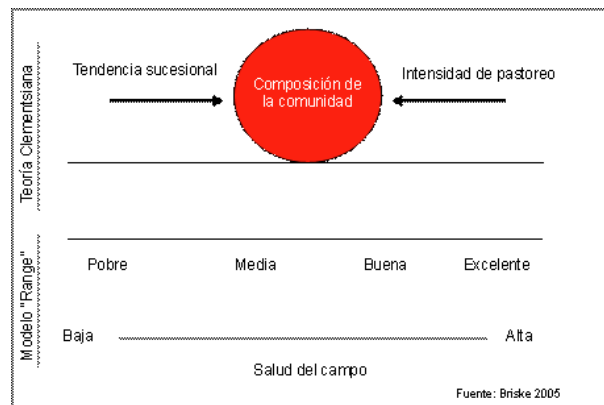 Teoría Clementsiana
Tendencia sucesional
Composición de
la comunidad
Intensidad de pastoreo
Modelo "Range"
Pobre
Media
Buena
Excelente
Baja
Alta
Salud del campo
Fuente: Briske 2005